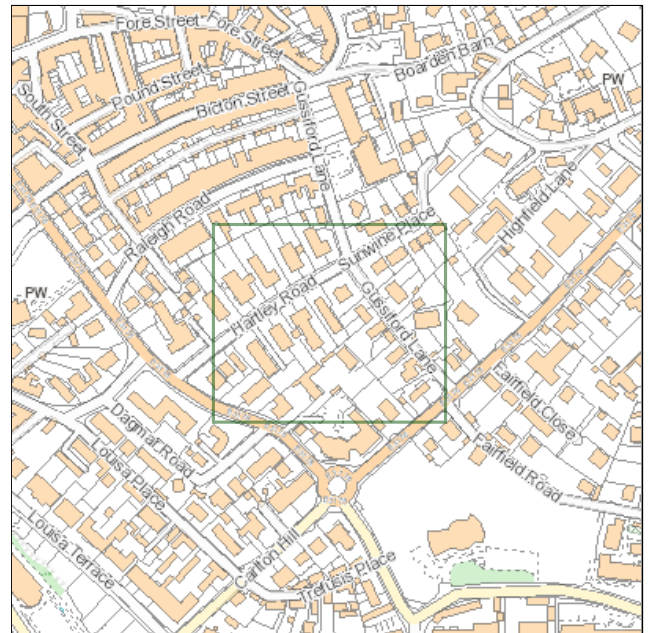 Fore Street
Fore Street
Boarden Barn
PW
Pound Street
South Street
Bicton Street
Gussiford Lane
Raleigh Road
Highfield Lane
Sunwine Place
PW
Hartley Road
Gussiford Lane
Fairfield Close
Dagmar Road
Louisa Place
Fairfield Road
Louisa Terrace
Carlton Hill
Trefusis Place